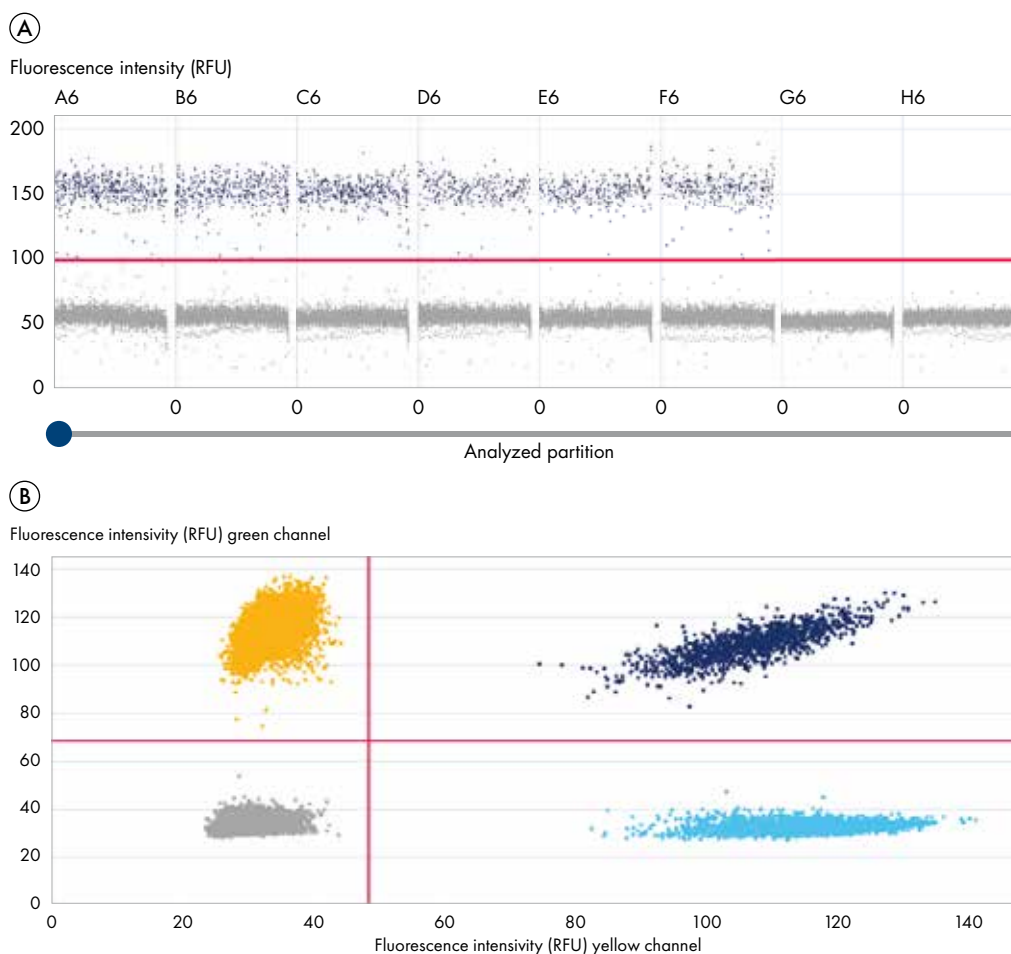 A
Fluorescence intensity (RFU)
A6 B6 C6 D6 E6 F6 G6 H6
200
150
100
50
0
0 0 0 0 0 0 0
Analyzed partition
B
Fluorescence intensivity (RFU) green channel
140
120
100
80
60
40
20
0
0 20 40 60 80 100 120 140
Fluorescence intensivity (RFU) yellow channel